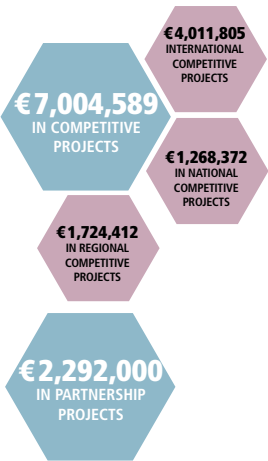 €4,011,805
INTERNATIONAL
COMPETITIVE
PROJECTS
€7,004,589
IN COMPETITIVE
PROJECTS
€1,268,372
IN NATIONAL
COMPETITIVE
PROJECTS
€1,724,412
IN REGIONAL
COMPETITIVE
PROJECTS
€2,292,000
IN PARTNERSHIP
PROJECTS